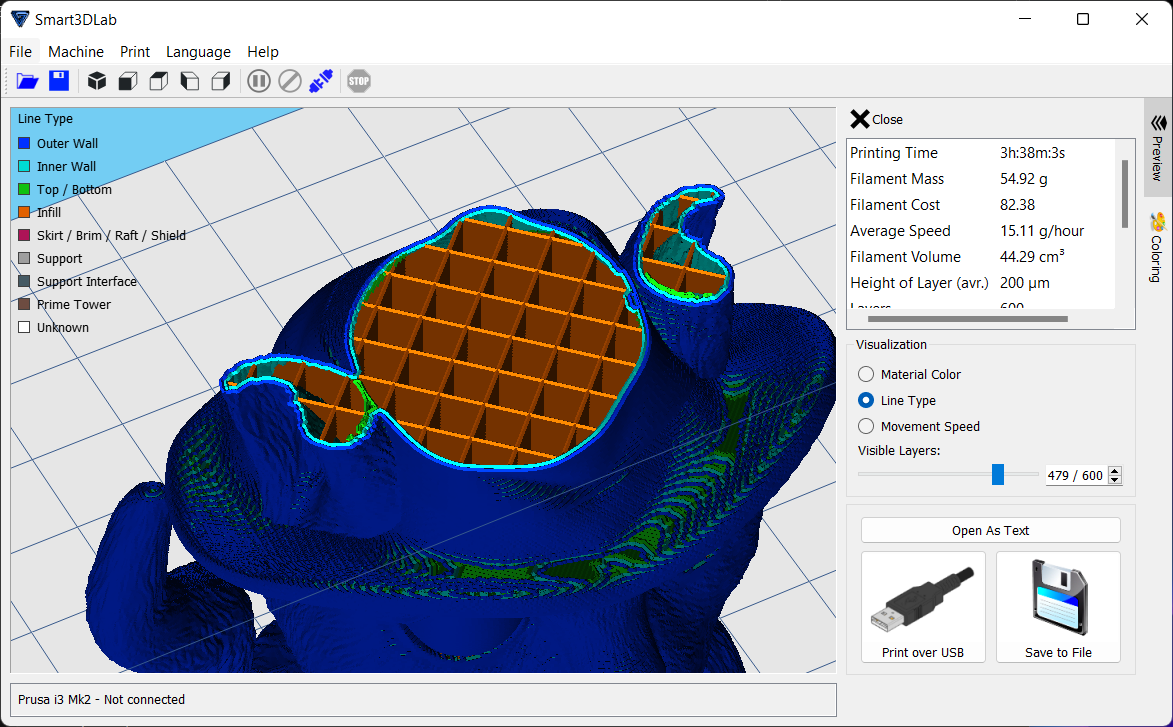 Smart3DLab
File Machine Print Language Help
STOP
Line Type
Outer Wall
Inner Wall
Top / Bottom
Infill
Skirt / Brim / Raft / Shield
Support
Support Interface
Prime Tower
Unknown
Close
Printing Time 3h:38m:3s
Filament Mass 54.92 g
Filament Cost 82.38
Average Speed 15.11 g/hour
Filament Volume 44.29 cm³
Height of Layer (avr.) 200 µm
Layers 600
Visualization
Material Color
Line Type
Movement Speed
Visible Layers:
479 / 600
Open As Text
Print over USB
Save to File
Preview
Coloring
Prusa i3 Mk2 - Not connected